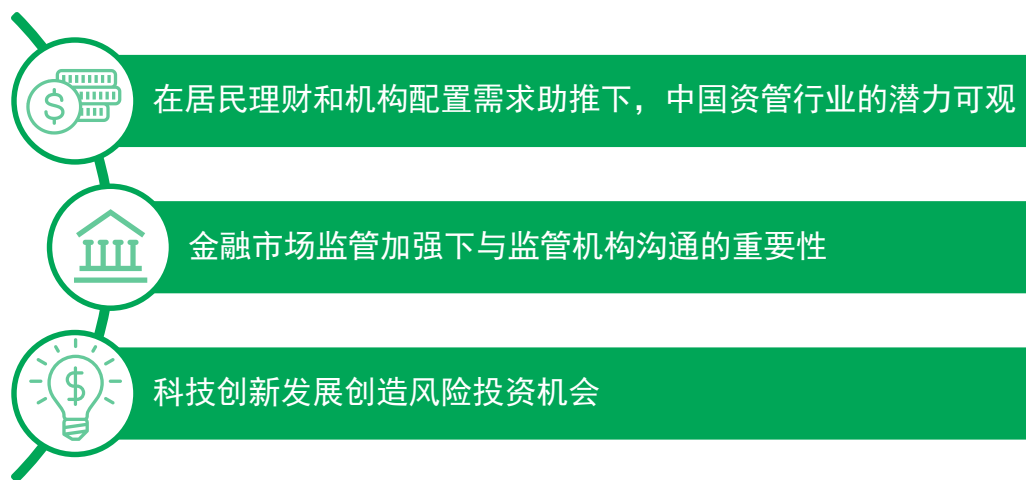 $
在居民理财和机构配置需求助推下，中国资管行业的潜力可观
金融市场监管加强下与监管机构沟通的重要性
$
科技创新发展创造风险投资机会